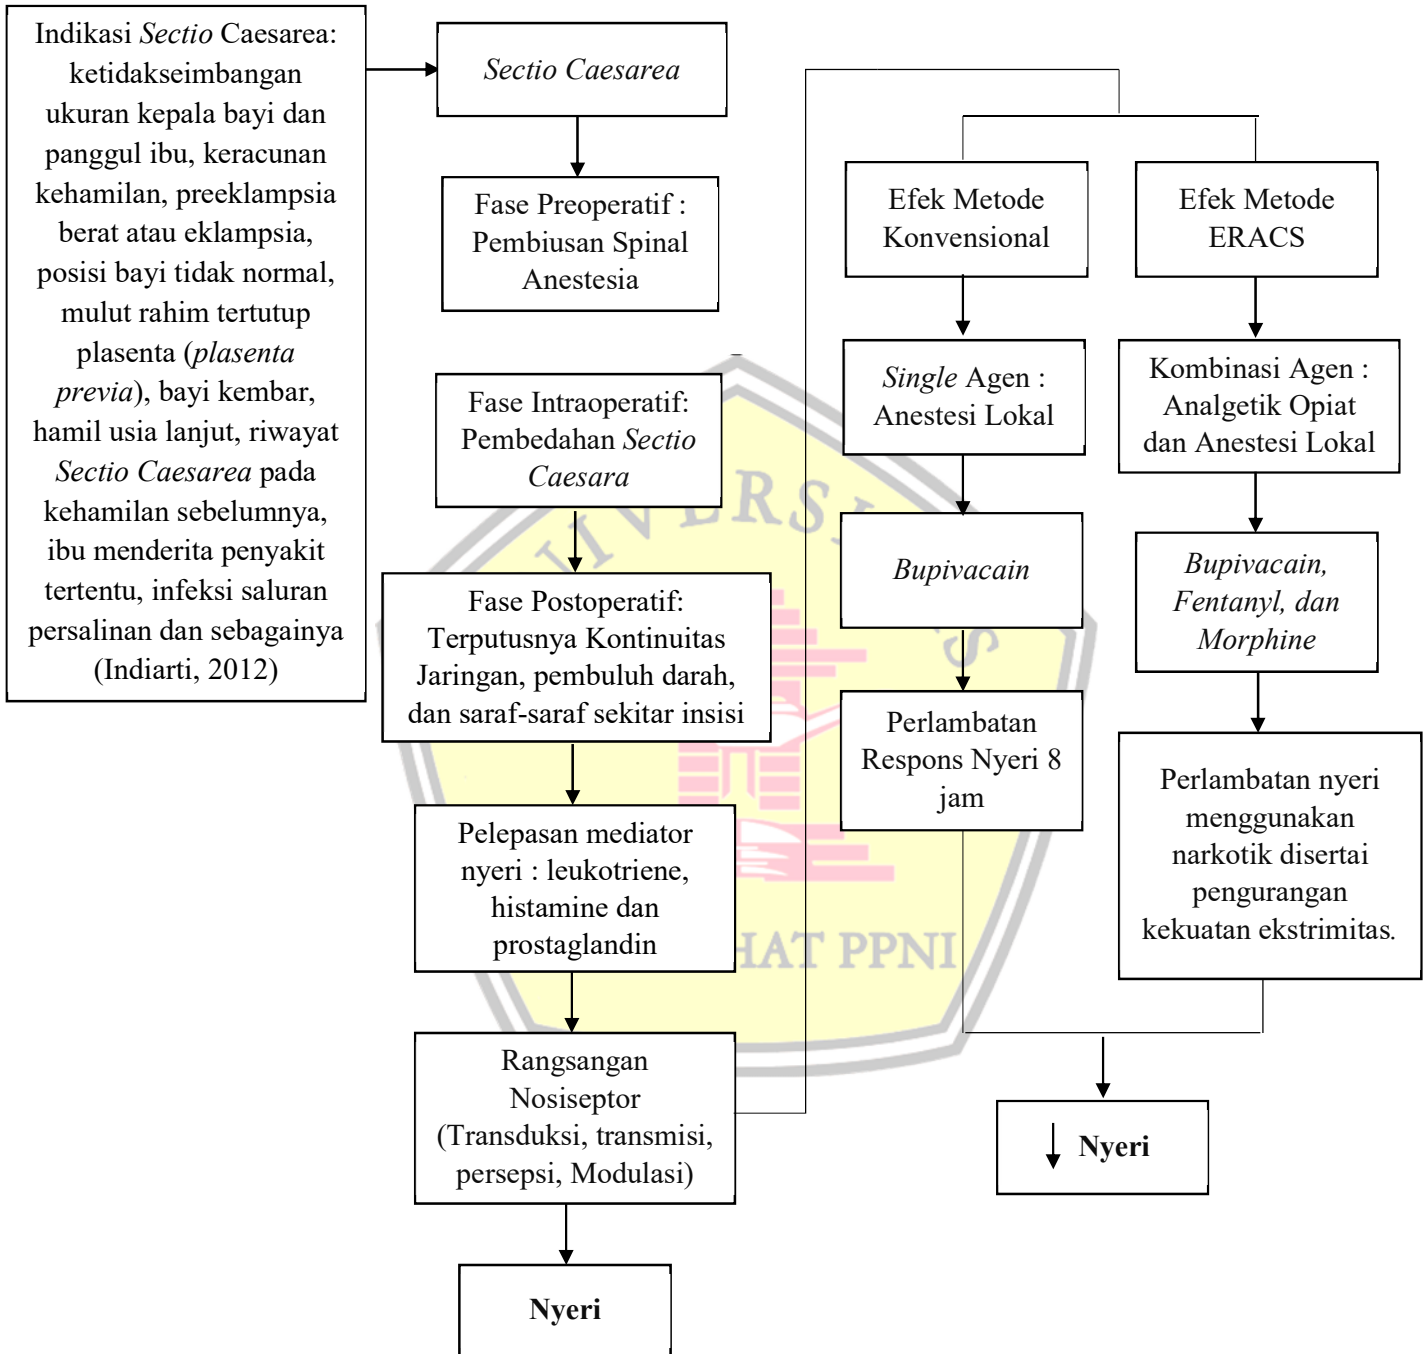 Indikasi Sectio Caesarea:
ketidakseimbangan
ukuran kepala bayi dan
panggul ibu, keracunan
kehamilan, preeklampsia
berat atau eklampsia,
posisi bayi tidak normal,
mulut rahim tertutup
plasenta (plasenta
previa), bayi kembar,
hamil usia lanjut, riwayat
Sectio Caesarea pada
kehamilan sebelumnya,
ibu menderita penyakit
tertentu, infeksi saluran
persalinan dan sebagainya
(Indiarti, 2012)
Sectio Caesarea
Fase Preoperatif :
Pembiusan Spinal
Anestesia
Fase Intraoperatif:
Pembedahan Sectio
Caesara
Fase Postoperatif:
Terputusnya Kontinuitas
Jaringan, pembuluh darah,
dan saraf-saraf sekitar insisi
Pelepasan mediator
nyeri : leukotriene,
histamine dan
prostaglandin
Rangsangan
Nosiseptor
(Transduksi, transmisi,
persepsi, Modulasi)
Nyeri
Efek Metode
Konvensional
Single Agen :
Anestesi Lokal
Bupivacain
Perlambatan
Respons Nyeri 8
jam
Efek Metode
ERACS
Kombinasi Agen :
Analgetik Opiat
dan Anestesi Lokal
Bupivacain,
Fentanyl, dan
Morphine
Perlambatan nyeri
menggunakan
narkotik disertai
pengurangan
kekuatan ekstrimitas.
↓ Nyeri
HAT PPNI